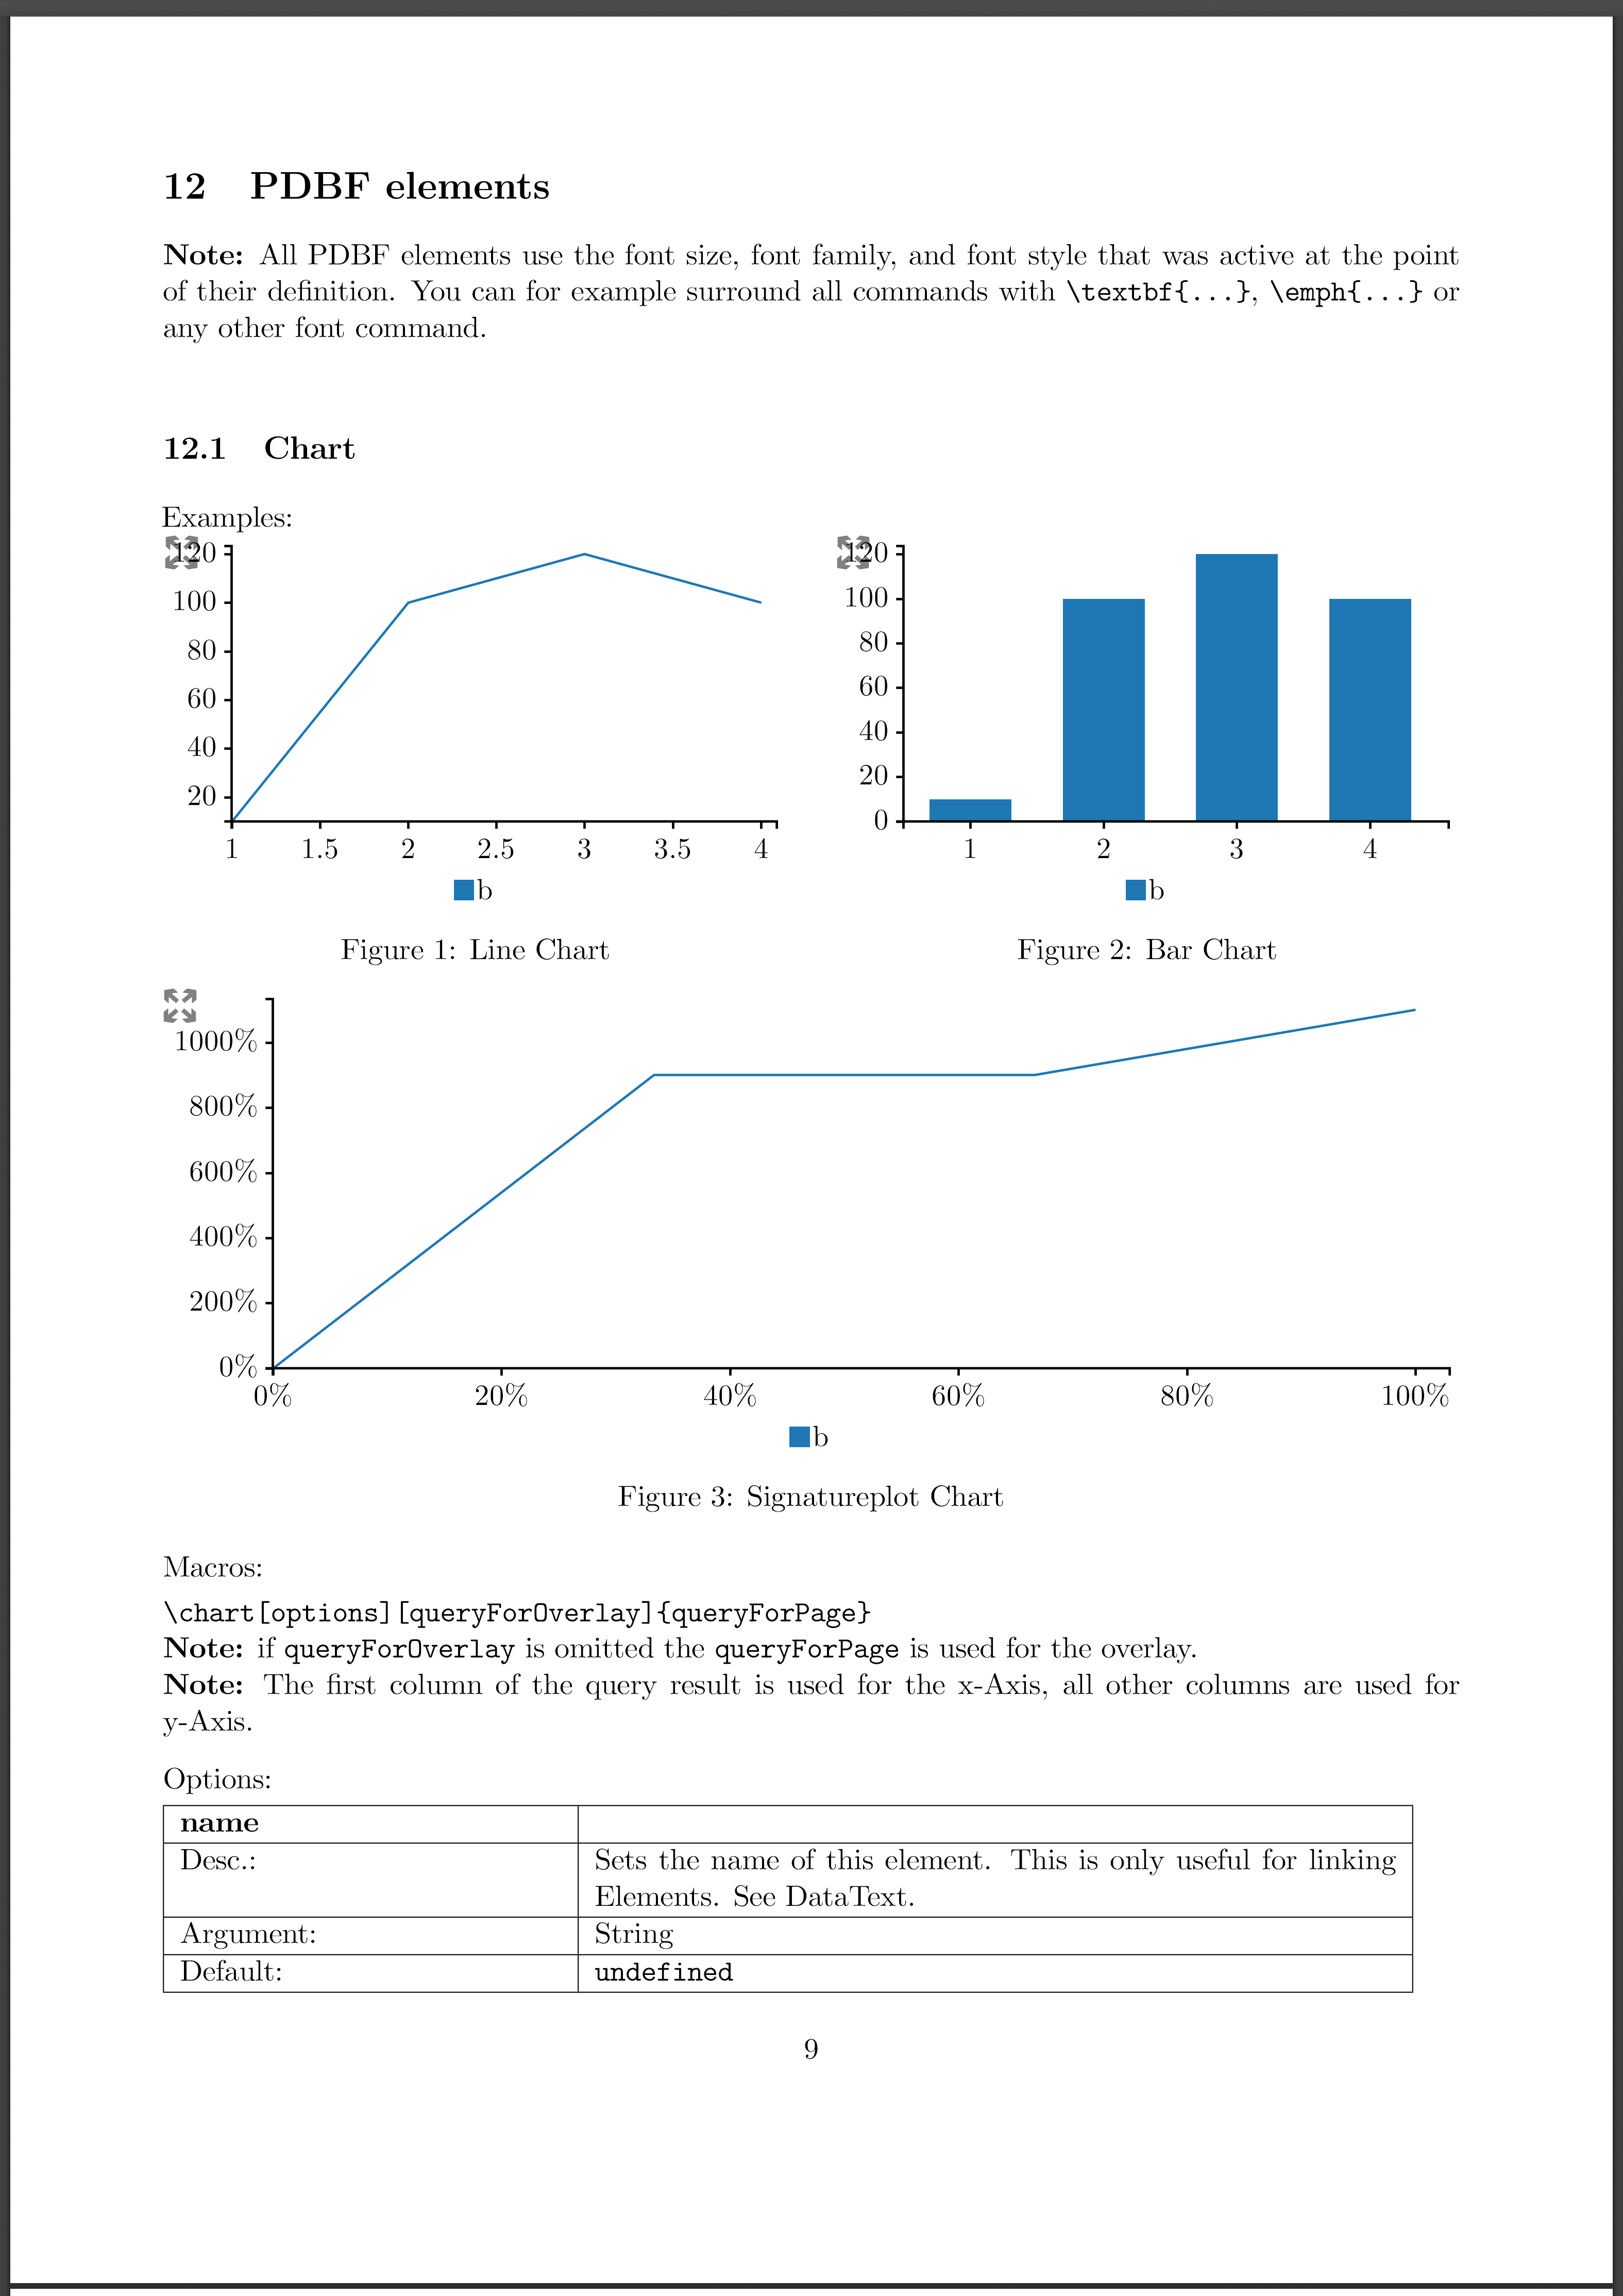 12 PDBF elements
Note: All PDBF elements use the font size, font family, and font style that was active at the point
of their definition. You can for example surround all commands with \textbf{...}, \emph{...} or
any other font command.
12.1 Chart
Examples:
120
100
80
60
40
20
1 1.5 2 2.5 3 3.5 4
b
Figure 1: Line Chart
120
100
80
60
40
20
0
1 2 3 4
b
Figure 2: Bar Chart
1000%
800%
600%
400%
200%
0%
0% 20% 40% 60% 80% 100%
b
Figure 3: Signatureplot Chart
Macros:
\chart[options][queryForOverlay]{queryForPage}
Note: if queryForOverlay is omitted the queryForPage is used for the overlay.
Note: The first column of the query result is used for the x-Axis, all other columns are used for
y-Axis.
Options:
name
Desc.: Sets the name of this element. This is only useful for linking
Elements. See DataText.
Argument: String
Default: undefined
9